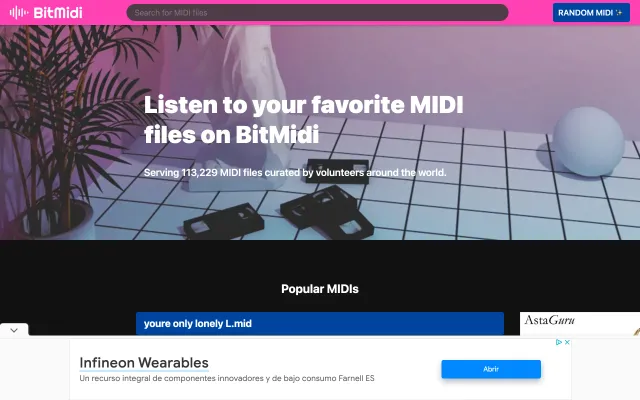 BitMidi
Search for MIDI files
RANDOM MIDI
Listen to your favorite MIDI
files on BitMidi
Serving 113,229 MIDI files curated by volunteers around the world.
Popular MIDIs
youre only lonely L.mid
AstaGuru
Infineon Wearables
Un recurso integral de componentes innovadores y de bajo consumo Farnell ES
Abrir